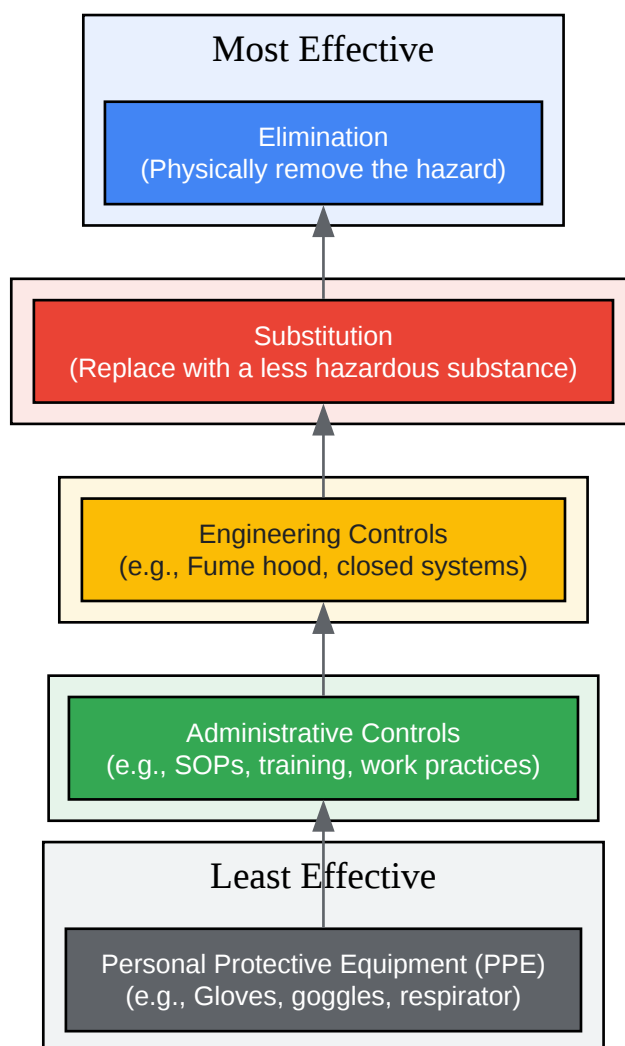 Most Effective
Elimination
(Physically remove the hazard)
Substitution
(Replace with a less hazardous substance)
Engineering Controls
(e.g., Fume hood, closed systems)
Administrative Controls
(e.g., SOPs, training, work practices)
Least Effective
Personal Protective Equipment (PPE)
(e.g., Gloves, goggles, respirator)